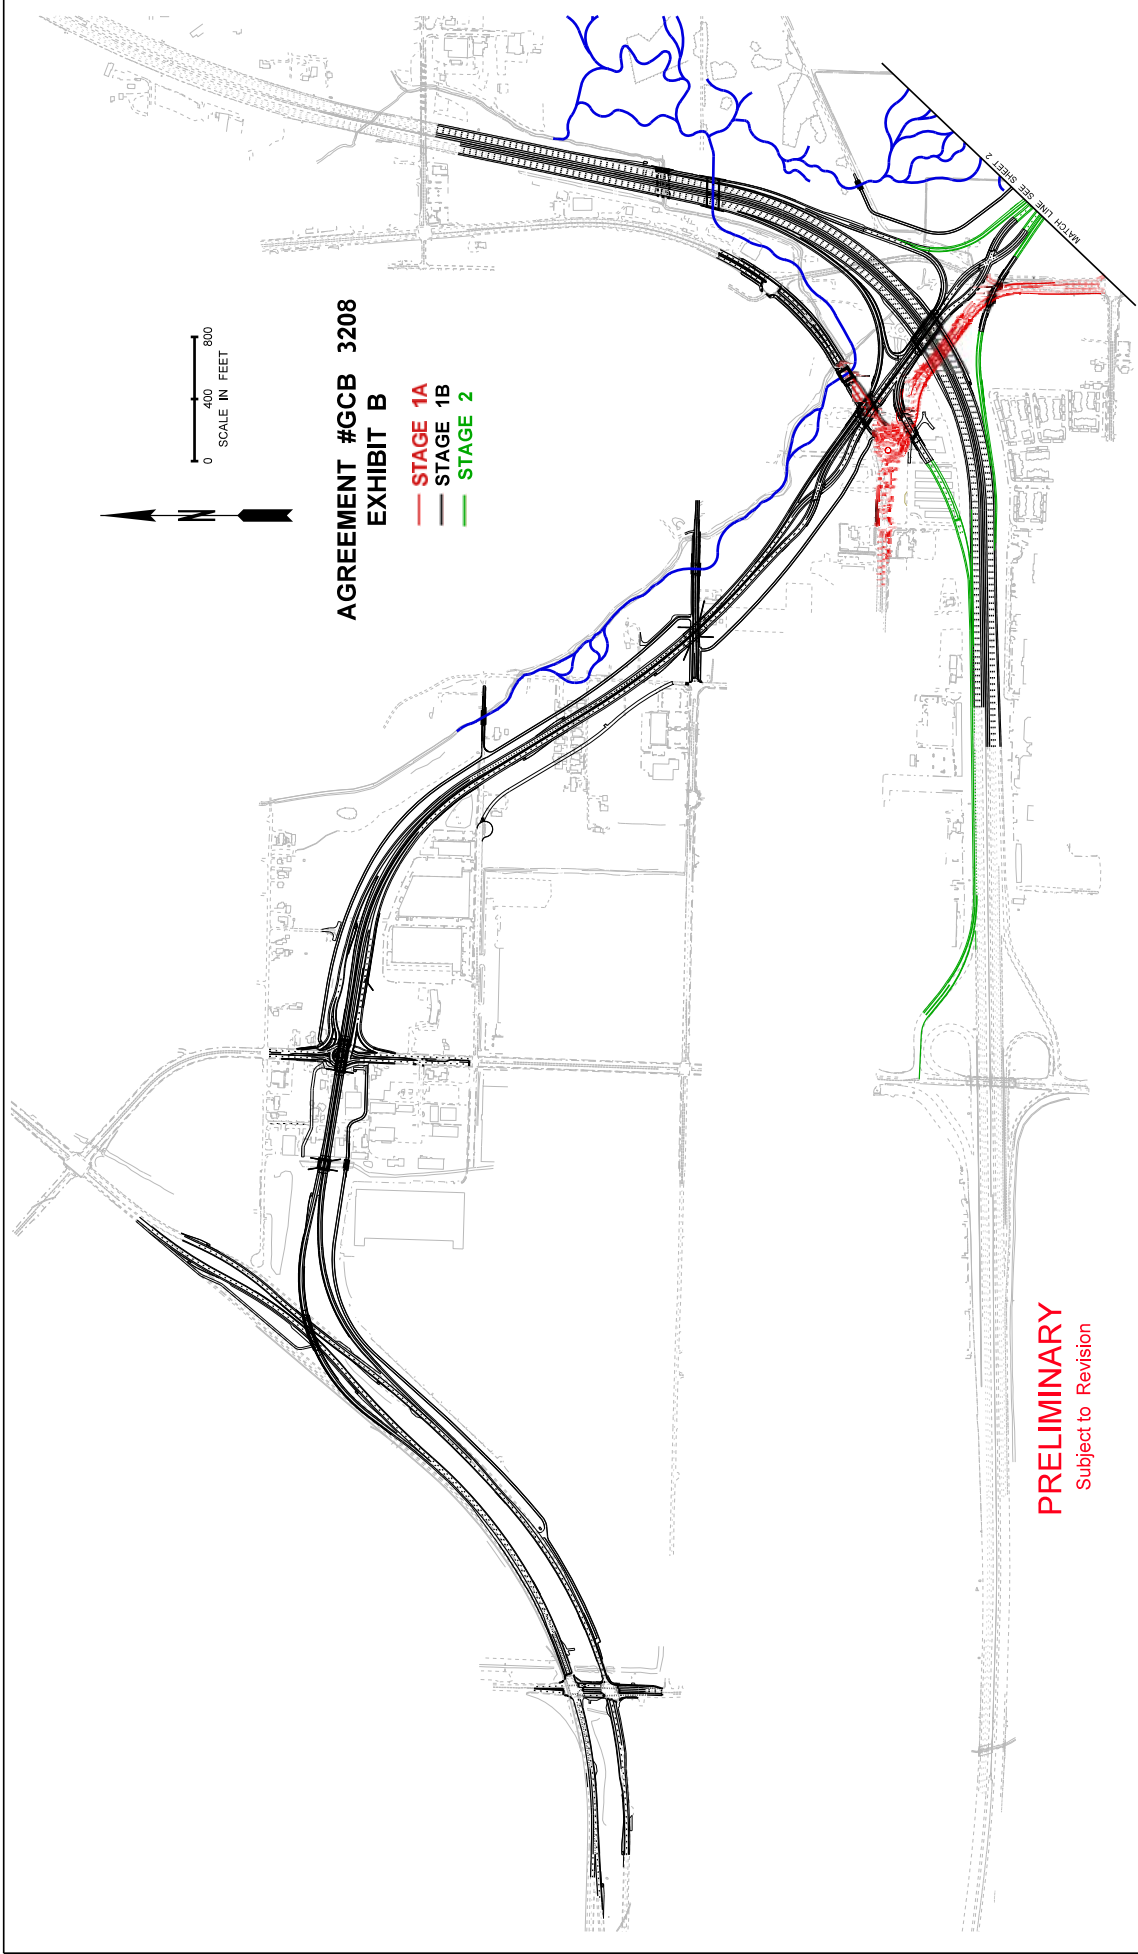 N
0 400 800
SCALE IN FEET
AGREEMENT #GCB 3208
EXHIBIT B
STAGE 1A
STAGE 1B
STAGE 2
MATCH LINE SEE SHEET 2
PRELIMINARY
Subject to Revision